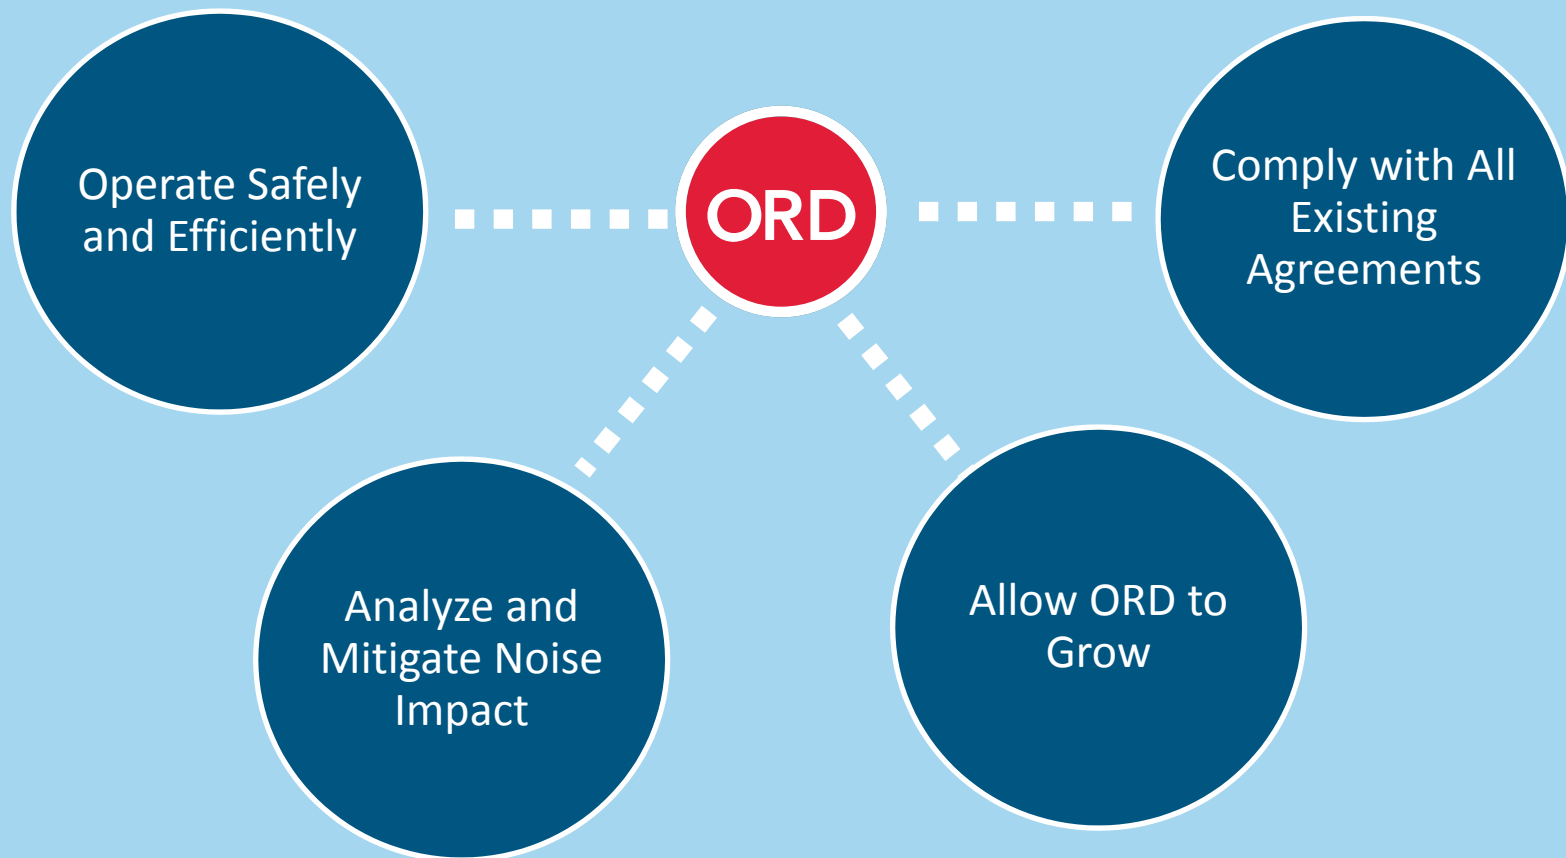 Operate Safely
and Efficiently
ORD
Comply with All
Existing
Agreements
Analyze and
Mitigate Noise
Impact
Allow ORD to
Grow